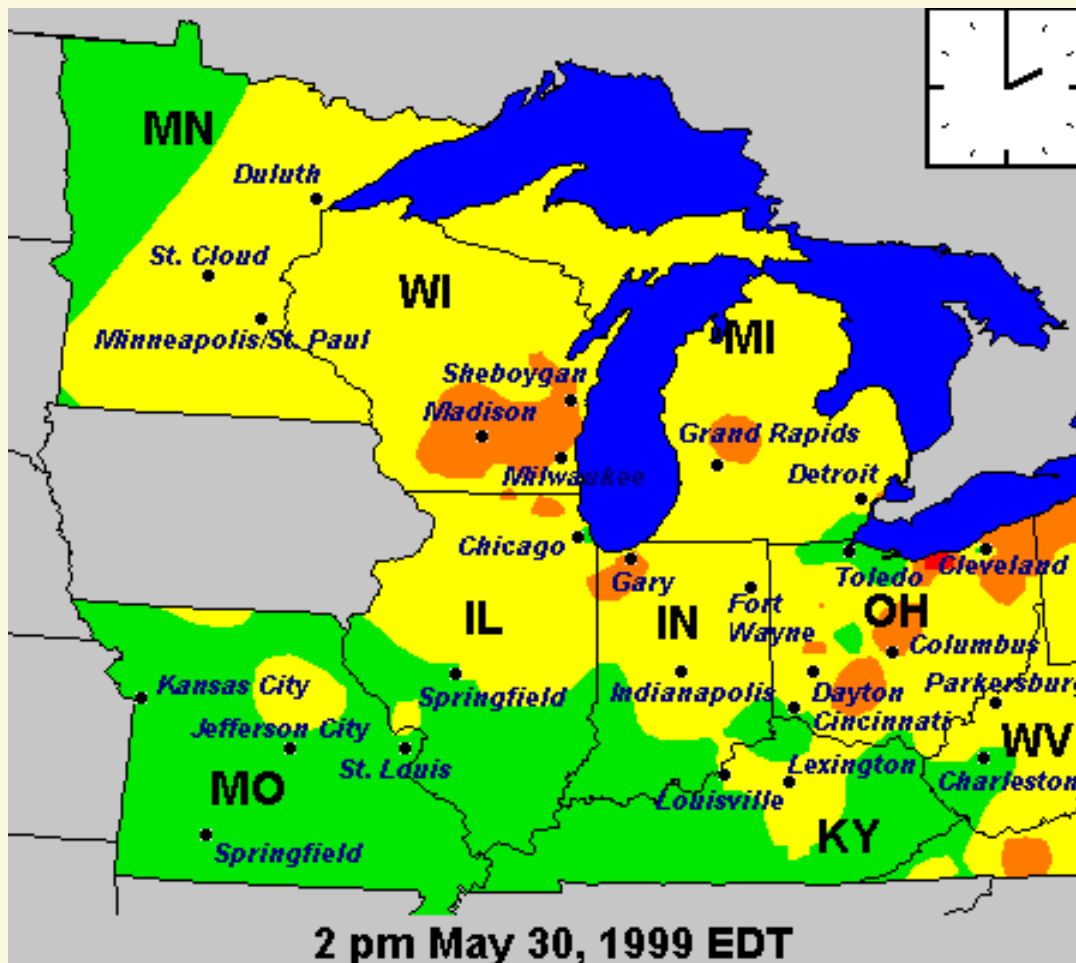 MN
Duluth
St. Cloud
WI
Minneapolis/St. Paul
MI
Sheboygan
Madison
Grand Rapids
Milwaukee
Detroit
Chicago
Toledo
Cleveland
Gary
IL
IN
Fort
Wayne
OH
Columbus
Kansas City
Springfield
Indianapolis
Dayton
Parkersburg
Cincinnati
Jefferson City
St. Louis
WV
Lexington
Charleston
MO
Louisville
KY
Springfield
2 pm May 30, 1999 EDT